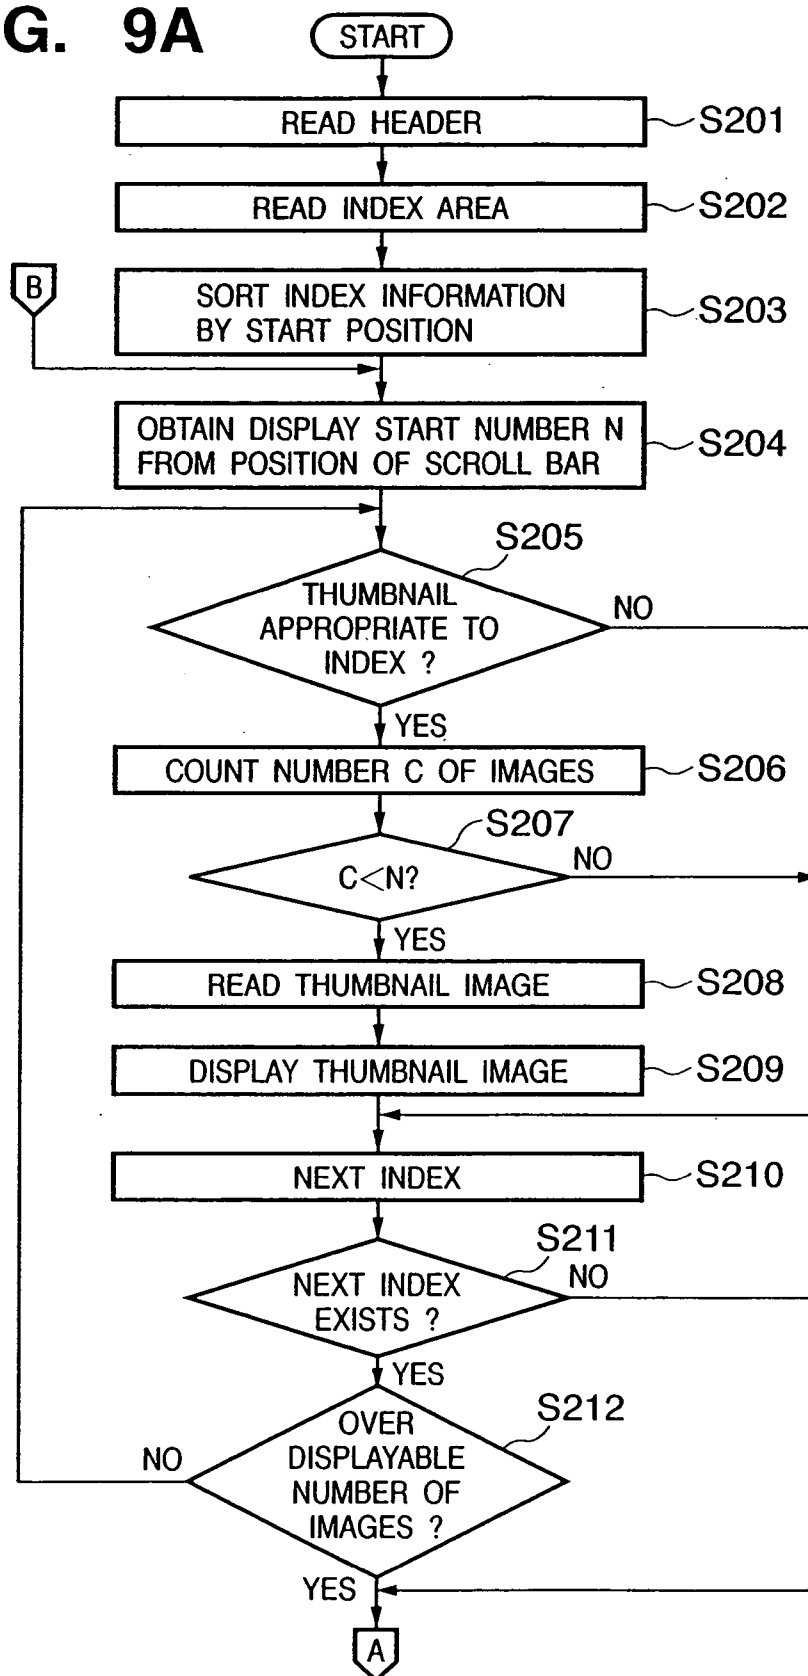 G. 9A
START
READ HEADER
S201
READ INDEX AREA
S202
B
SORT INDEX INFORMATION
BY START POSITION
S203
OBTAIN DISPLAY START NUMBER N
FROM POSITION OF SCROLL BAR
S204
S205
THUMBNAIL
APPROPRIATE TO
INDEX ?
NO
YES
COUNT NUMBER C OF IMAGES
S206
S207
C<N?
NO
YES
READ THUMBNAIL IMAGE
S208
DISPLAY THUMBNAIL IMAGE
S209
NEXT INDEX
S210
S211
NEXT INDEX
EXISTS ?
NO
YES
S212
OVER
DISPLAYABLE
NUMBER OF
IMAGES ?
NO
YES
A